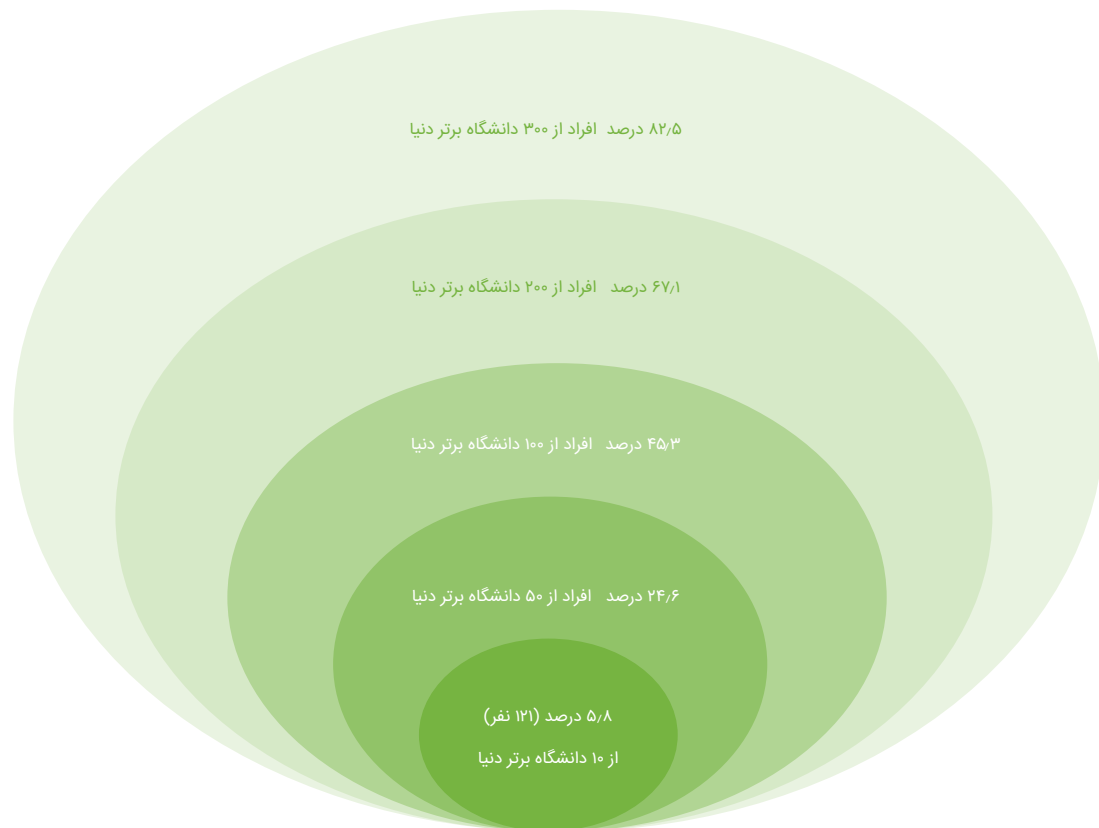 ۸۲٫۵ درصد افراد از ۳۰۰ دانشگاه برتر دنیا
۶۷٫۱ درصد افراد از ۲۰۰ دانشگاه برتر دنیا
۴۵٫۳ درصد افراد از ۱۰۰ دانشگاه برتر دنیا
۲۴٫۶ درصد افراد از ۵۰ دانشگاه برتر دنیا
۵٫۸ درصد (۱۲۱ نفر)
از ۱۰ دانشگاه برتر دنیا